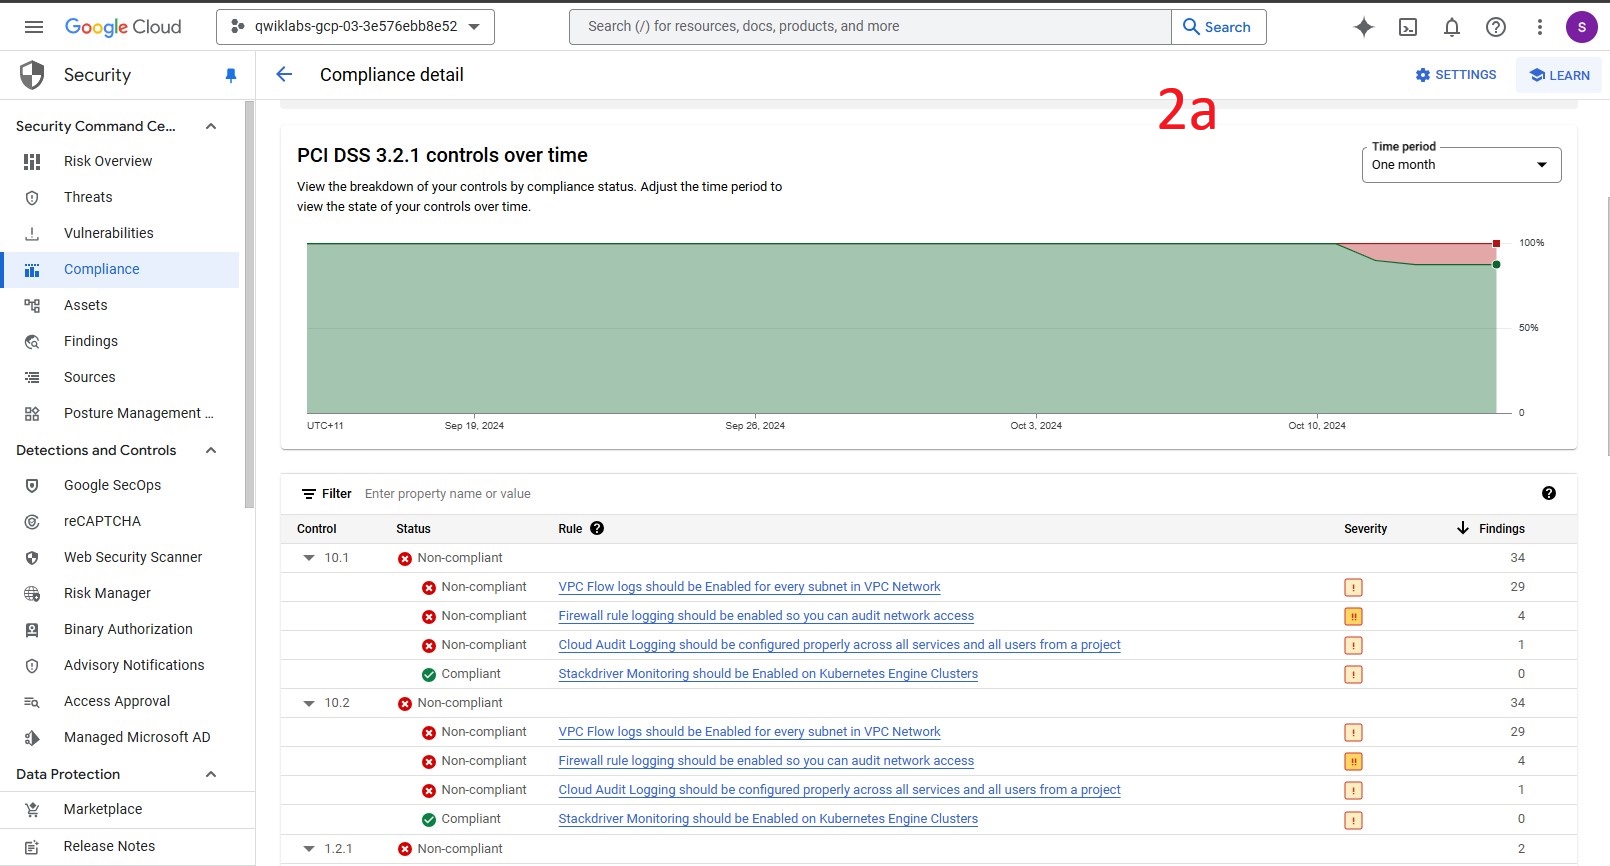 Google Cloud
qwiklabs-gcp-03-3e576ebb8e52
Search (/) for resources, docs, products, and more
Search
S
Security
Compliance detail
SETTINGS
LEARN
2a
Security Command Ce...
Risk Overview
Threats
Vulnerabilities
Compliance
Assets
Findings
Sources
Posture Management ...
Detections and Controls
Google SecOps
reCAPTCHA
Web Security Scanner
Risk Manager
Binary Authorization
Advisory Notifications
Access Approval
Managed Microsoft AD
Data Protection
Marketplace
Release Notes
PCI DSS 3.2.1 controls over time
View the breakdown of your controls by compliance status. Adjust the time period to
view the state of your controls over time.
Time period
One month
100%
50%
0
UTC+11 Sep 19, 2024 Sep 26, 2024 Oct 3, 2024 Oct 10, 2024
Filter Enter property name or value
Control Status Rule Severity Findings
10.1 Non-compliant 34
Non-compliant VPC Flow logs should be Enabled for every subnet in VPC Network ! 29
Non-compliant Firewall rule logging should be enabled so you can audit network access !! 4
Non-compliant Cloud Audit Logging should be configured properly across all services and all users from a project ! 1
Compliant Stackdriver Monitoring should be Enabled on Kubernetes Engine Clusters ! 0
10.2 Non-compliant 34
Non-compliant VPC Flow logs should be Enabled for every subnet in VPC Network ! 29
Non-compliant Firewall rule logging should be enabled so you can audit network access !! 4
Non-compliant Cloud Audit Logging should be configured properly across all services and all users from a project ! 1
Compliant Stackdriver Monitoring should be Enabled on Kubernetes Engine Clusters ! 0
1.2.1 Non-compliant 2